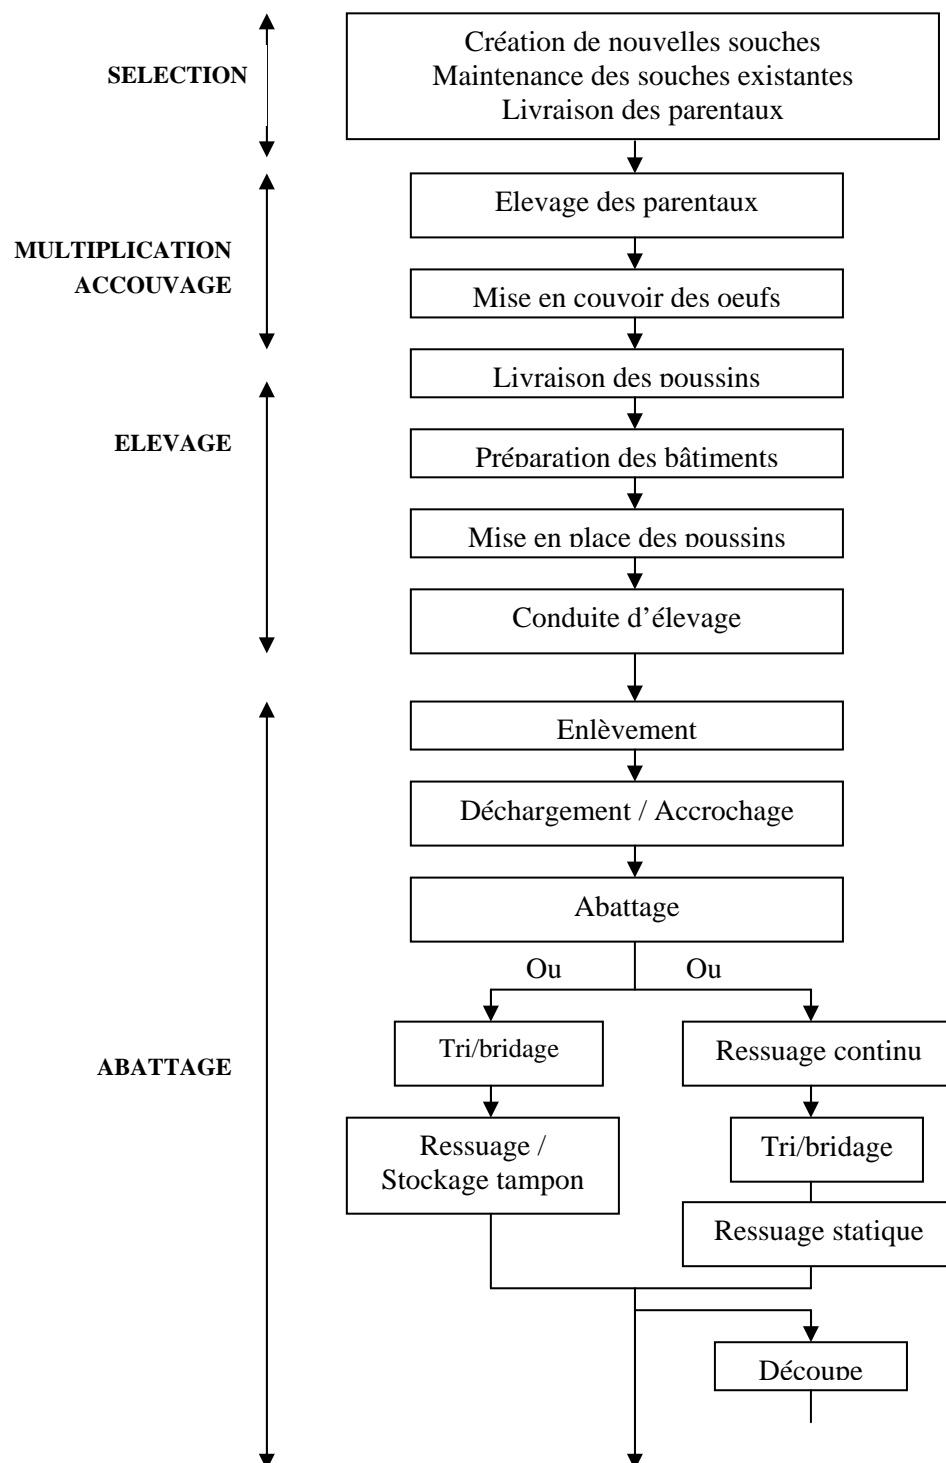 SELECTION
Création de nouvelles souches
Maintenance des souches existantes
Livraison des parentaux
MULTIPLICATION
ACCOUVAGE
Elevage des parentaux
Mise en couvoir des oeufs
Livraison des poussins
ELEVAGE
Préparation des bâtiments
Mise en place des poussins
Conduite d’élevage
Enlèvement
Déchargement / Accrochage
Abattage
Ou Ou
ABATTAGE
Tri/bridage
Ressuage continu
Ressuage /
Stockage tampon
Tri/bridage
Ressuage statique
Découpe